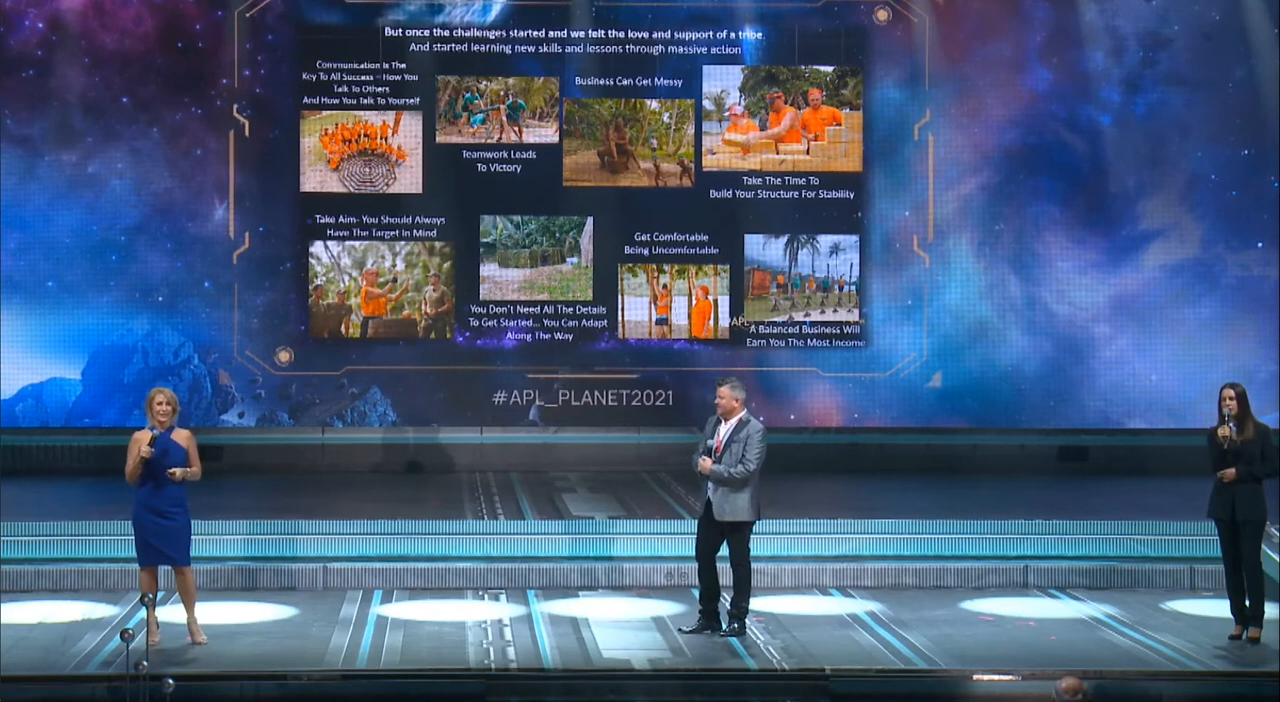 But once the challenges started and we felt the love and support of a tribe,
And started learning new skills and lessons through massive action
Communication Is The
Key To All Success – How You
Talk To Others
And How You Talk To Yourself
Teamwork Leads
To Victory
Business Can Get Messy
Take The Time To
Build Your Structure For Stability
Take Aim- You Should Always
Have The Target In Mind
You Don't Need All The Details
To Get Started... You Can Adapt
Along The Way
Get Comfortable
Being Uncomfortable
A Balanced Business Will
Earn You The Most Income
#APL_PLANET2021